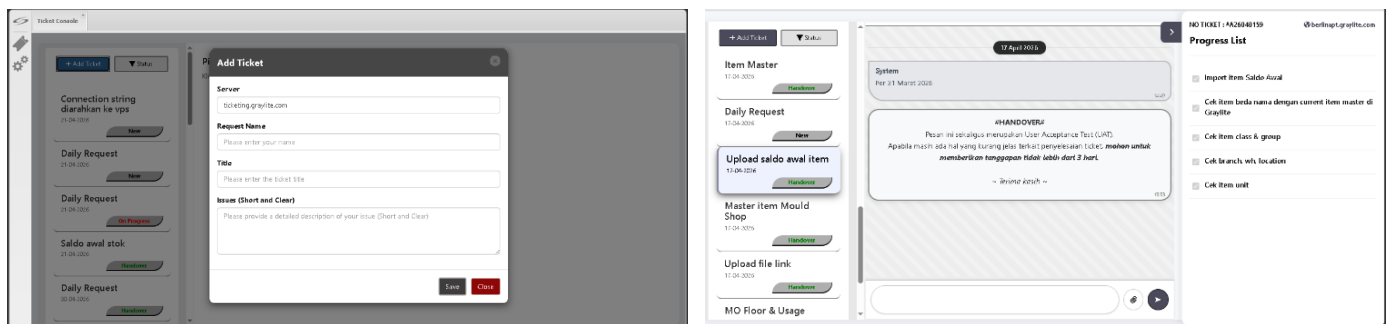 Ticket Console
+ Add Ticket
Status
Connection string
diarahkan ke vps
21-04-2026
New
Daily Request
21-04-2026
New
Daily Request
21-04-2026
On Progress
Saldo awal stok
21-04-2026
Handover
Daily Request
Handover
Add Ticket
Server
ticketing.graylite.com
Request Name
Please enter your name
Title
Please enter the ticket title
Issues (Short and Clear)
Please provide a detailed description of your issue (Short and Clear)
Save
Close
+ Add Ticket
Status
Item Master
17-04-2026
Handover
Daily Request
17-04-2026
New
Upload saldo awal item
17-04-2026
Handover
Master item Mould
Shop
17-04-2026
Handover
Upload file link
17-04-2026
Handover
MO Floor & Usage
17 April 2026
System
Per 31 Maret 2026
#HANDOVER#
Pesan ini sekaligus merupakan User Acceptance Test (UAT).
Apabila masih ada hal yang kurang jelas terkait penyelesaian ticket, mohon untuk
memberikan tanggapan tidak lebih dari 3 hari.
~ Terima kasih ~
NO TICKET : #A26040159
berlinapt.graylite.com
Progress List
Import item Saldo Awal
Cek item beda nama dengan current item master di
Graylite
Cek item class & group
Cek branch, wh, location
Cek item unit